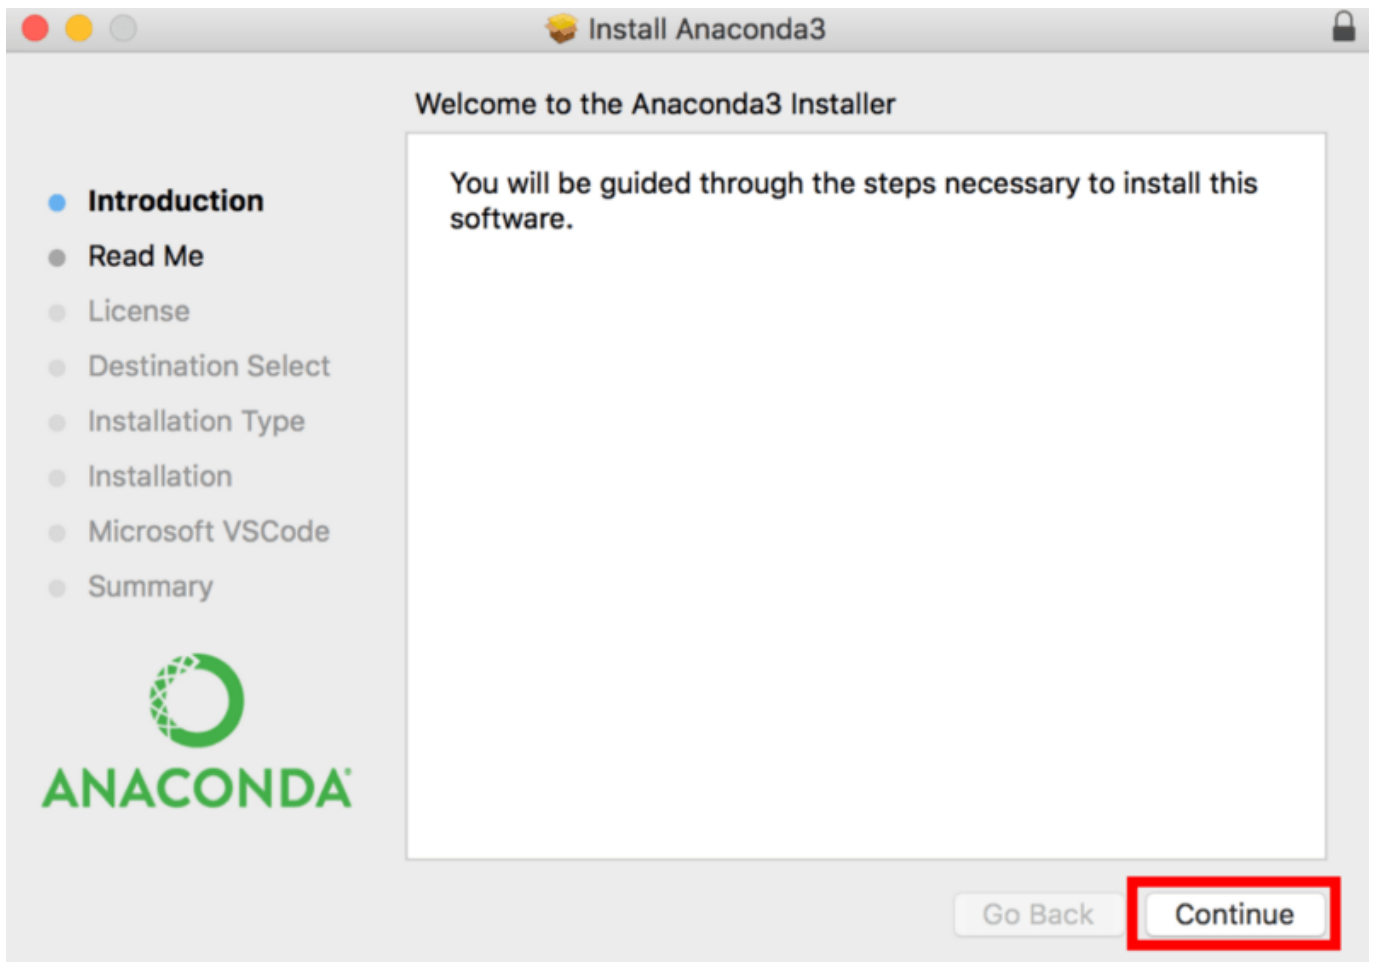 Install Anaconda3
Welcome to the Anaconda3 Installer
You will be guided through the steps necessary to install this
software.
Introduction
Read Me
License
Destination Select
Installation Type
Installation
Microsoft VSCode
Summary
ANACONDA
Go Back
Continue